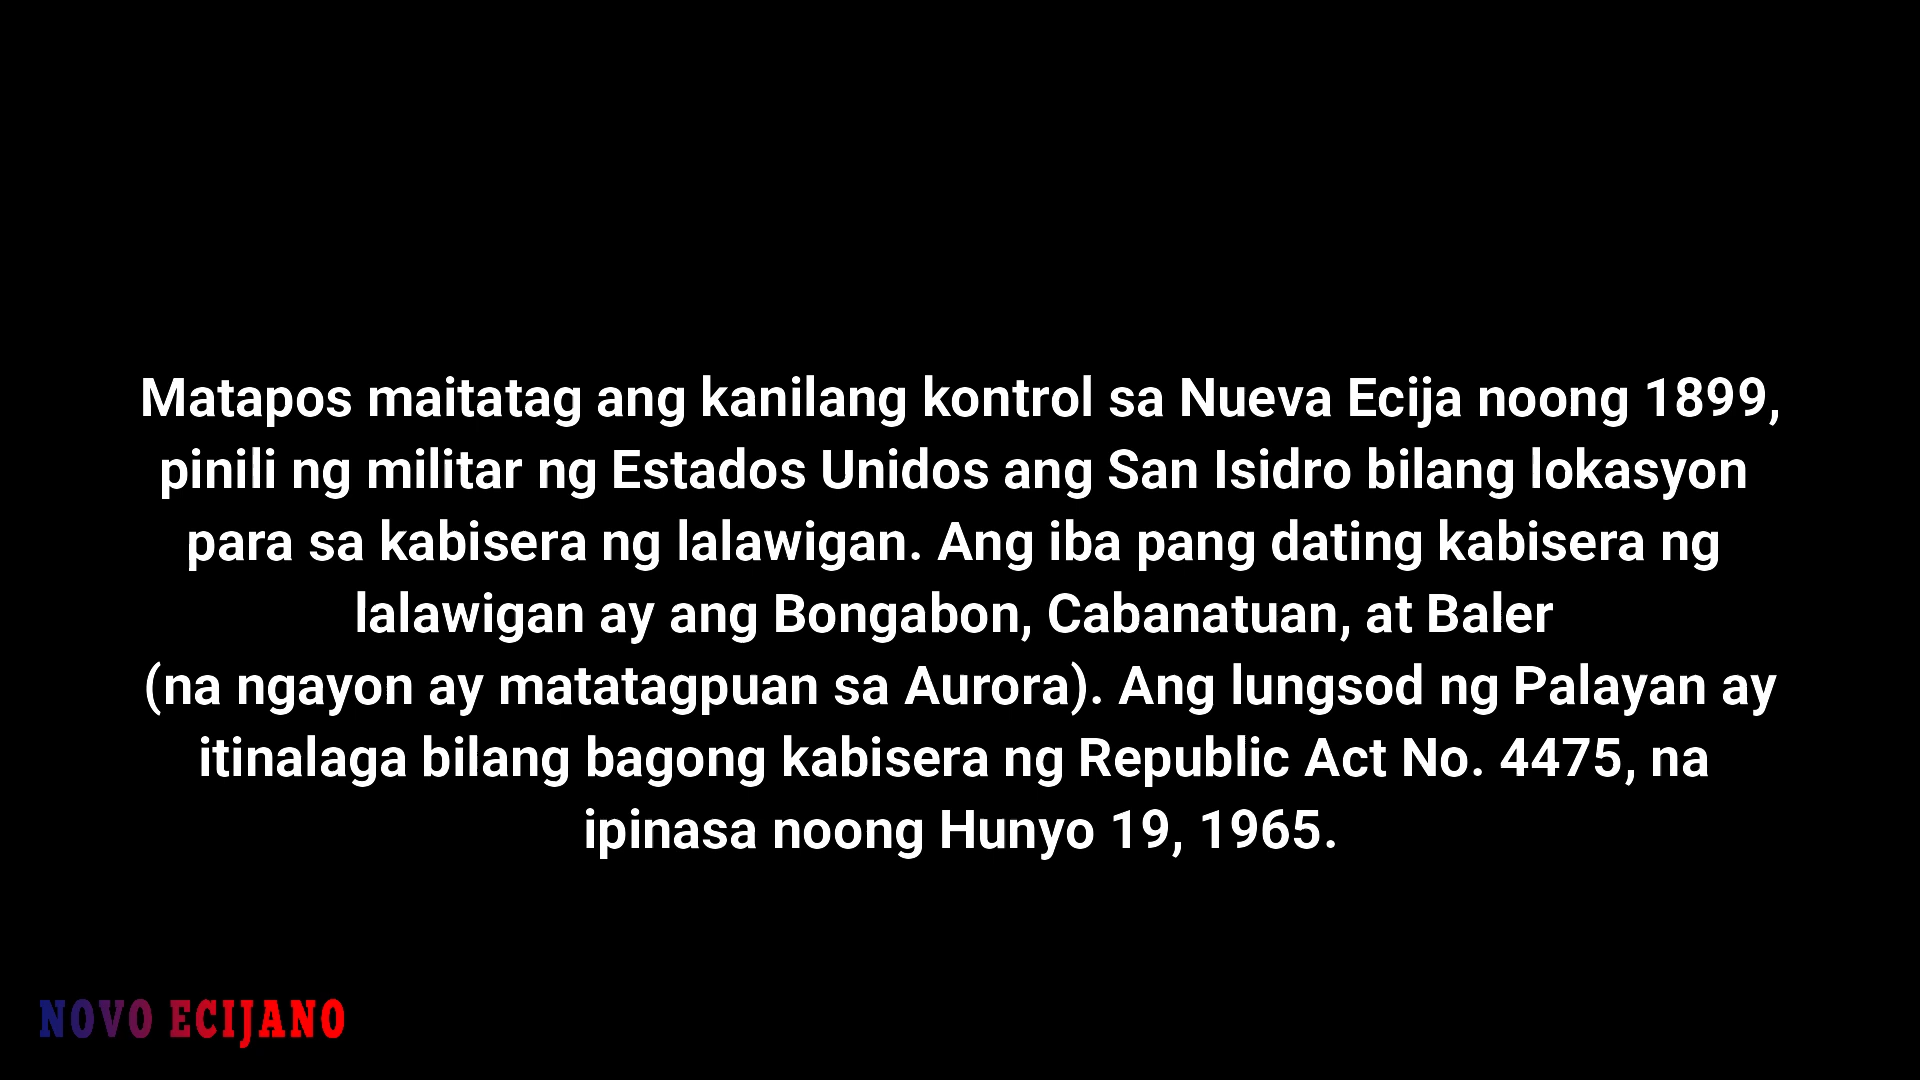 Matapos maitatag ang kanilang kontrol sa Nueva Ecija noong 1899,
pinili ng militar ng Estados Unidos ang San Isidro bilang lokasyon
para sa kabisera ng lalawigan. Ang iba pang dating kabisera ng
lalawigan ay ang Bongabon, Cabanatuan, at Baler
(na ngayon ay matatagpuan sa Aurora). Ang lungsod ng Palayan ay
itinalaga bilang bagong kabisera ng Republic Act No. 4475, na
ipinasa noong Hunyo 19, 1965.
NOVO ECIJANO